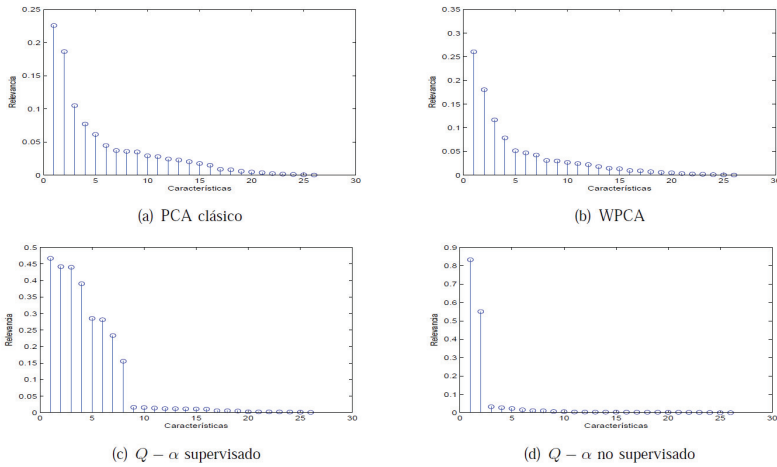 0.25
0.2
0.15
0.1
0.05
0
0 5 10 15 20 25 30
Relevancia
Características
(a) PCA clásico
0.35
0.3
0.25
0.2
0.15
0.1
0.05
0
0 5 10 15 20 25 30
Relevancia
Características
(b) WPCA
0.5
0.45
0.4
0.35
0.3
0.25
0.2
0.15
0.1
0.05
0
0 5 10 15 20 25 30
Relevancia
Características
(c) Q − α supervisado
0.9
0.8
0.7
0.6
0.5
0.4
0.3
0.2
0.1
0
0 5 10 15 20 25 30
Relevancia
Características
(d) Q − α no supervisado